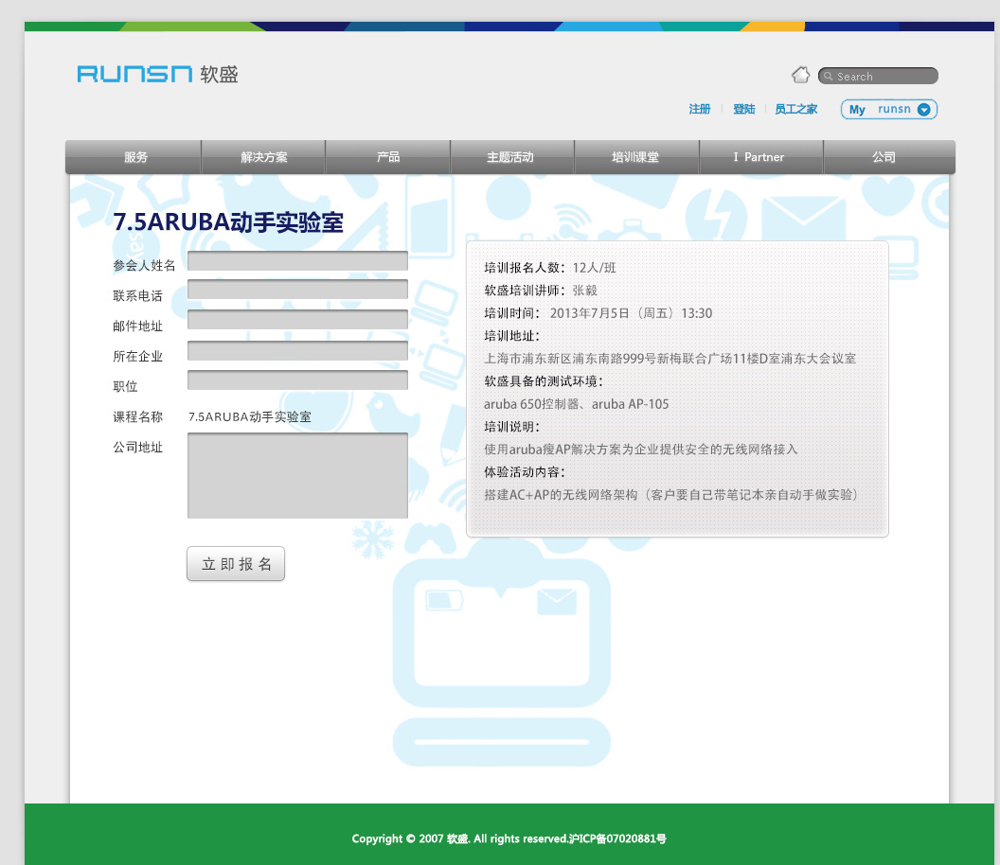 RUNSN 软盛
Search
注册 登陆 员工之家 My runsn
服务 解决方案 产品 主题活动 培训课堂 I Partner 公司
7.5ARUBA动手实验室
参会人姓名
联系电话
邮件地址
所在企业
职位
课程名称 7.5ARUBA动手实验室
公司地址
立即报名
培训报名人数：12人/班
软盛培训讲师：张毅
培训时间： 2013年7月5日（周五）13:30
培训地址：
上海市浦东新区浦东南路999号新梅联合广场11楼D室浦东大会议室
软盛具备的测试环境：
aruba 650控制器、aruba AP-105
培训说明：
使用aruba瘦AP解决方案为企业提供安全的无线网络接入
体验活动内容：
搭建AC+AP的无线网络架构（客户要自己带笔记本亲自动手做实验）
Copyright © 2007 软盛. All rights reserved.沪ICP备07020881号